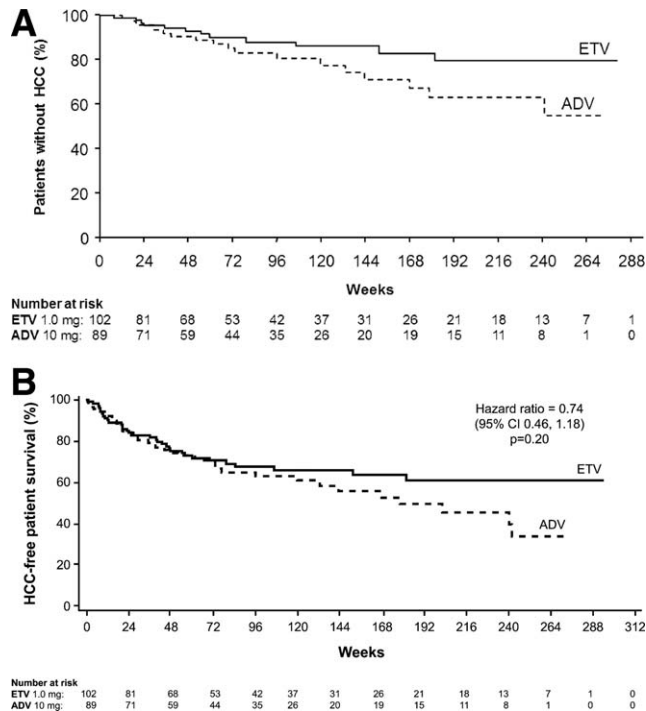 A
Patients without HCC (%)
100
80
60
40
20
0
ETV
ADV
0 24 48 72 96 120 144 168 192 216 240 264 288
Weeks
Number at risk
ETV 1.0 mg: 102 81 68 53 42 37 31 26 21 18 13 7 1
ADV 10 mg: 89 71 59 44 35 26 20 19 15 11 8 1 0
B
HCC-free patient survival (%)
100
80
60
40
20
0
Hazard ratio = 0.74
(95% CI 0.46, 1.18)
p=0.20
ETV
ADV
0 24 48 72 96 120 144 168 192 216 240 264 288 312
Weeks
Number at risk
ETV 1.0 mg: 102 81 68 53 42 37 31 26 21 18 13 7 1 0
ADV 10 mg: 89 71 59 44 35 26 20 19 15 11 8 1 0 0